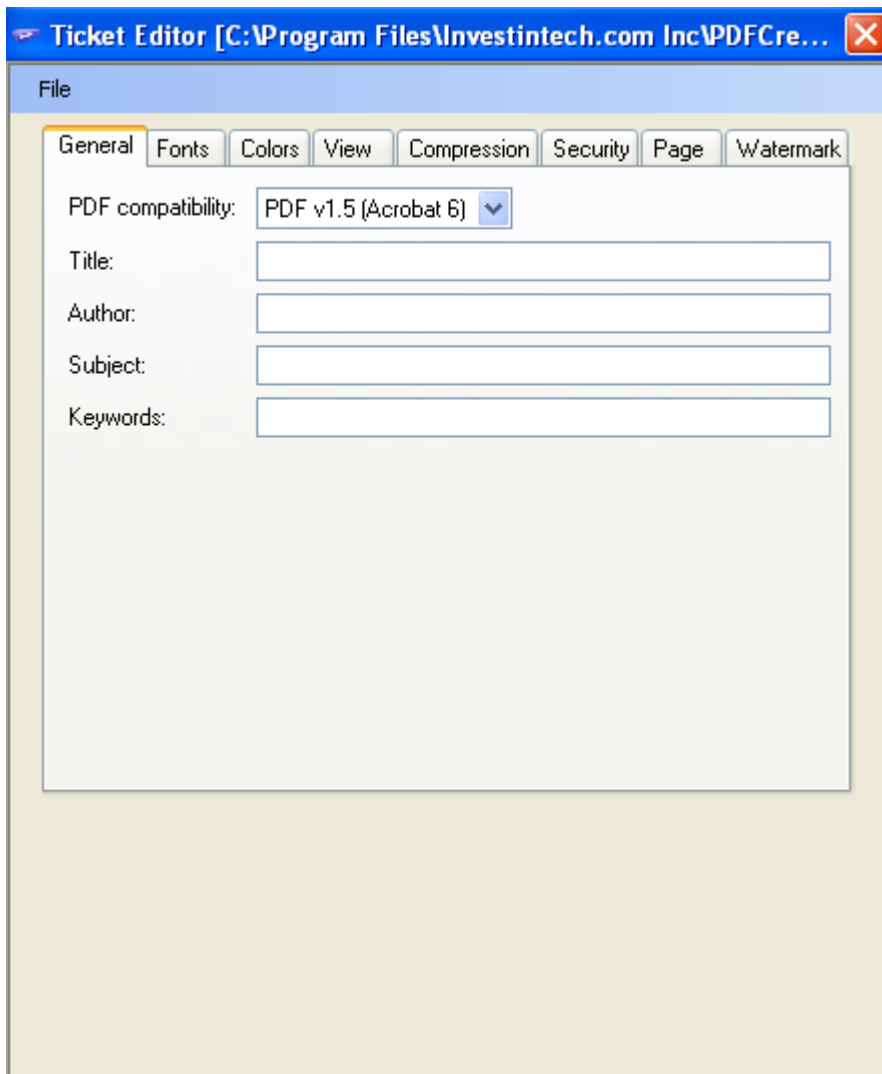 Ticket Editor [C:\Program Files\Investintech.com Inc\PDFCre...
File
General Fonts Colors View Compression Security Page Watermark
PDF compatibility: PDF v1.5 (Acrobat 6)
Title:
Author:
Subject:
Keywords: